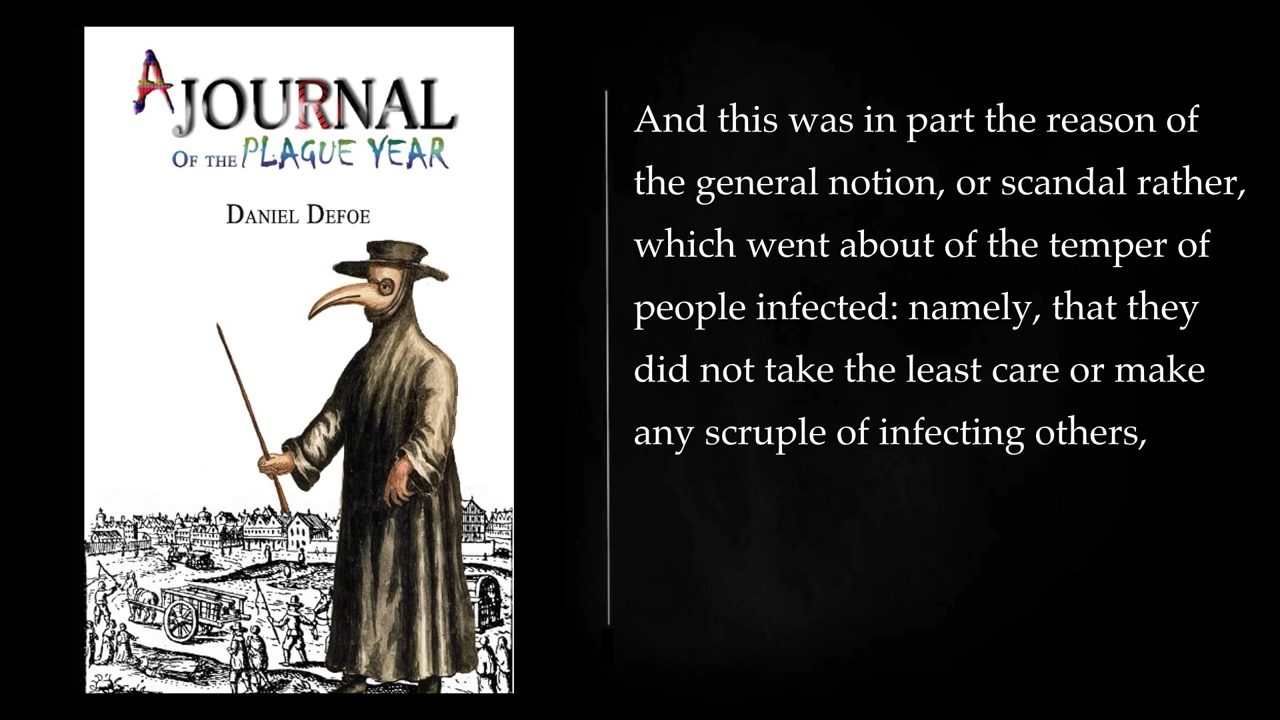 A JOURNAL
OF THE PLAGUE YEAR
DANIEL DEFOE
And this was in part the reason of
the general notion, or scandal rather,
which went about of the temper of
people infected: namely, that they
did not take the least care or make
any scruple of infecting others,